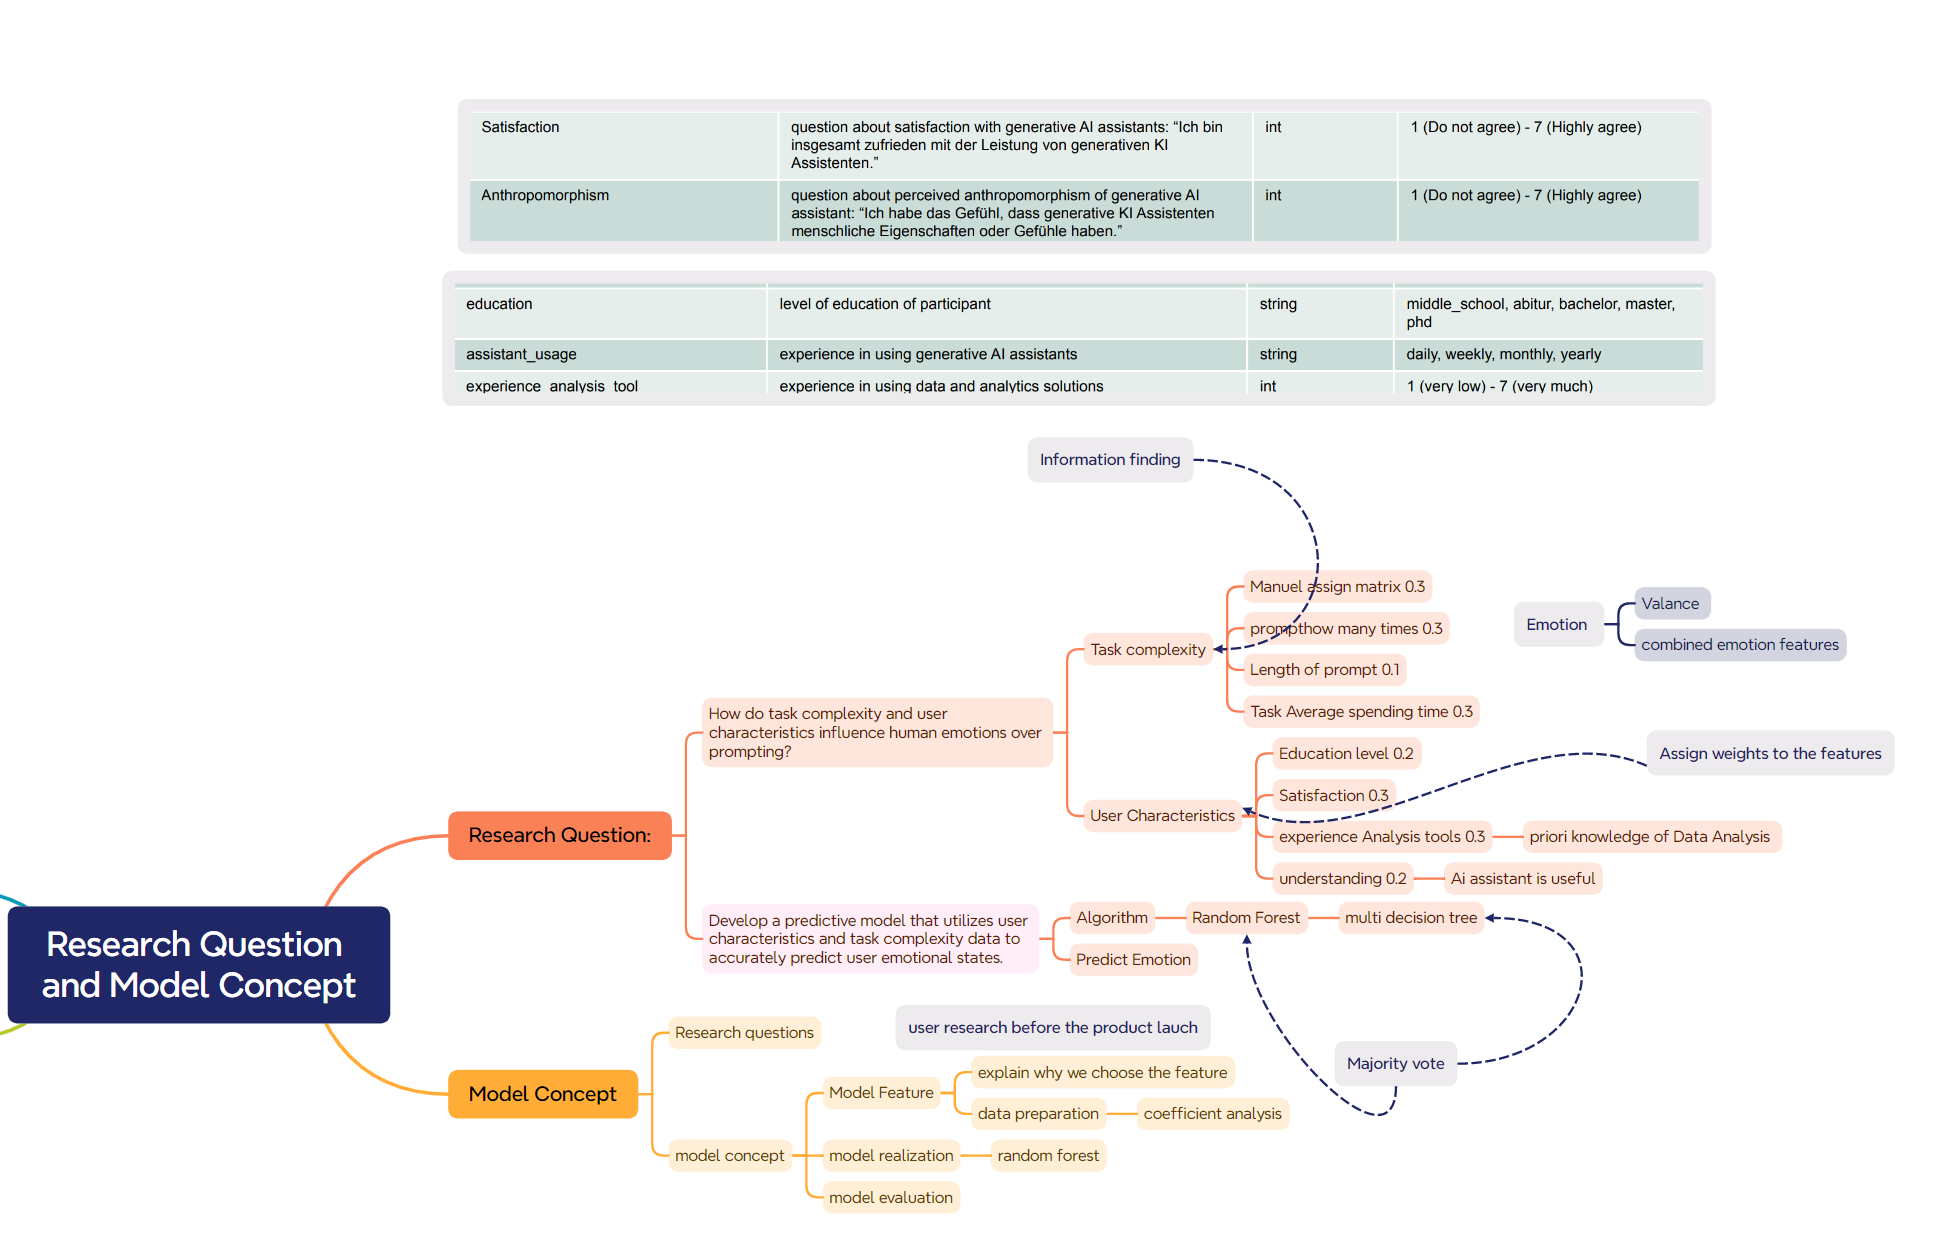 Satisfaction
question about satisfaction with generative AI assistants: “Ich bin
insgesamt zufrieden mit der Leistung von generativen KI
Assistenten.”
int
1 (Do not agree) - 7 (Highly agree)
Anthropomorphism
question about perceived anthropomorphism of generative AI
assistant: “Ich habe das Gefühl, dass generative KI Assistenten
menschliche Eigenschaften oder Gefühle haben.”
int
1 (Do not agree) - 7 (Highly agree)
education
level of education of participant
string
middle_school, abitur, bachelor, master,
phd
assistant_usage
experience in using generative AI assistants
string
daily, weekly, monthly, yearly
experience_analysis_tool
experience in using data and analytics solutions
int
1 (very low) - 7 (very much)
Information finding
Manuel assign matrix 0.3
prompthow many times 0.3
Task complexity
Length of prompt 0.1
Task Average spending time 0.3
Emotion
Valance
combined emotion features
How do task complexity and user
characteristics influence human emotions over
prompting?
Education level 0.2
Assign weights to the features
Satisfaction 0.3
User Characteristics
experience Analysis tools 0.3
priori knowledge of Data Analysis
understanding 0.2
Ai assistant is useful
Research Question:
Develop a predictive model that utilizes user
characteristics and task complexity data to
accurately predict user emotional states.
Algorithm
Random Forest
multi decision tree
Predict Emotion
Research Question
and Model Concept
Research questions
user research before the product lauch
Majority vote
Model Concept
Model Feature
explain why we choose the feature
data preparation
coefficient analysis
model concept
model realization
random forest
model evaluation